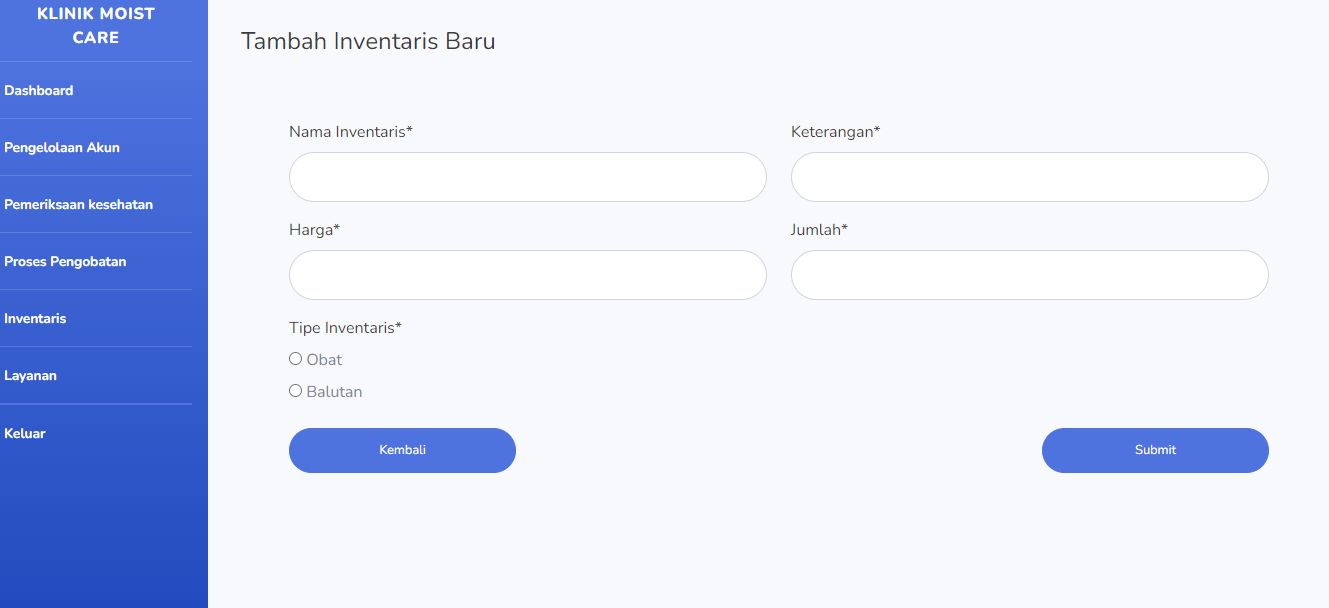 KLINIK MOIST
CARE
Dashboard
Pengelolaan Akun
Pemeriksaan kesehatan
Proses Pengobatan
Inventaris
Layanan
Keluar
Tambah Inventaris Baru
Nama Inventaris*
Keterangan*
Harga*
Jumlah*
Tipe Inventaris*
Obat
Balutan
Kembali
Submit